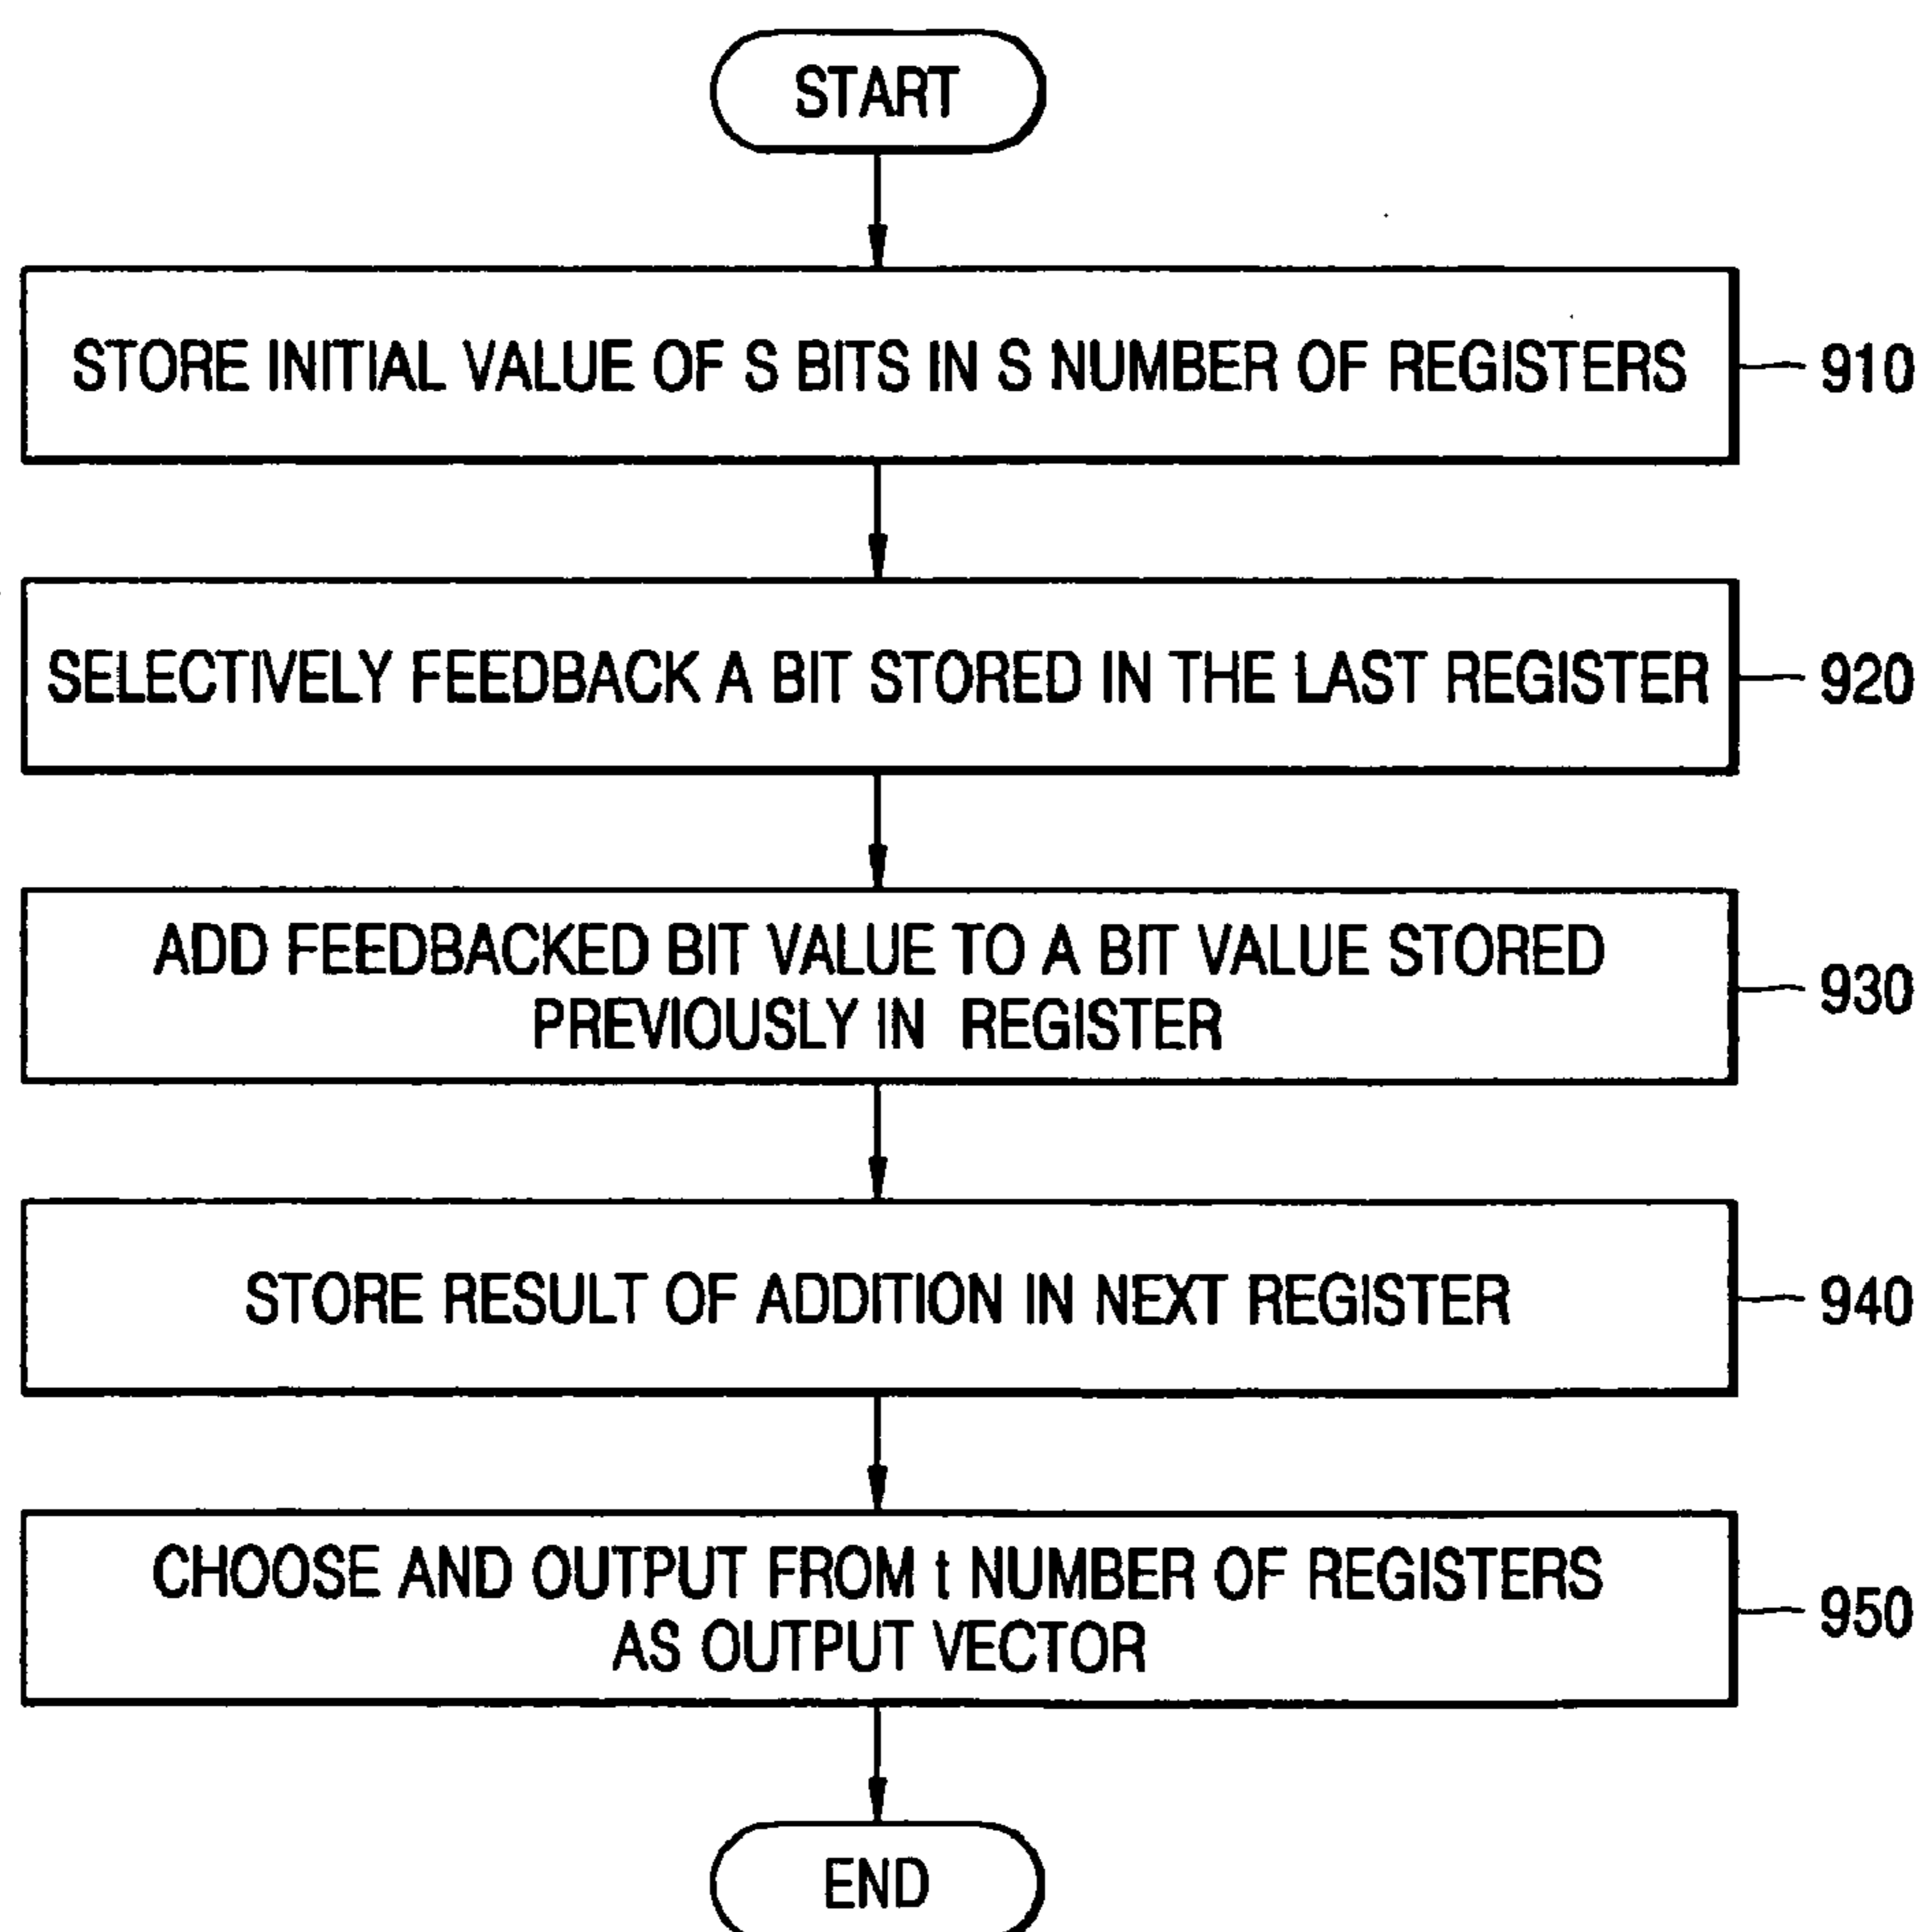 START
STORE INITIAL VALUE OF S BITS IN S NUMBER OF REGISTERS
910
SELECTIVELY FEEDBACK A BIT STORED IN THE LAST REGISTER
920
ADD FEEDBACKED BIT VALUE TO A BIT VALUE STORED
PREVIOUSLY IN REGISTER
930
STORE RESULT OF ADDITION IN NEXT REGISTER
940
CHOOSE AND OUTPUT FROM t NUMBER OF REGISTERS
AS OUTPUT VECTOR
950
END